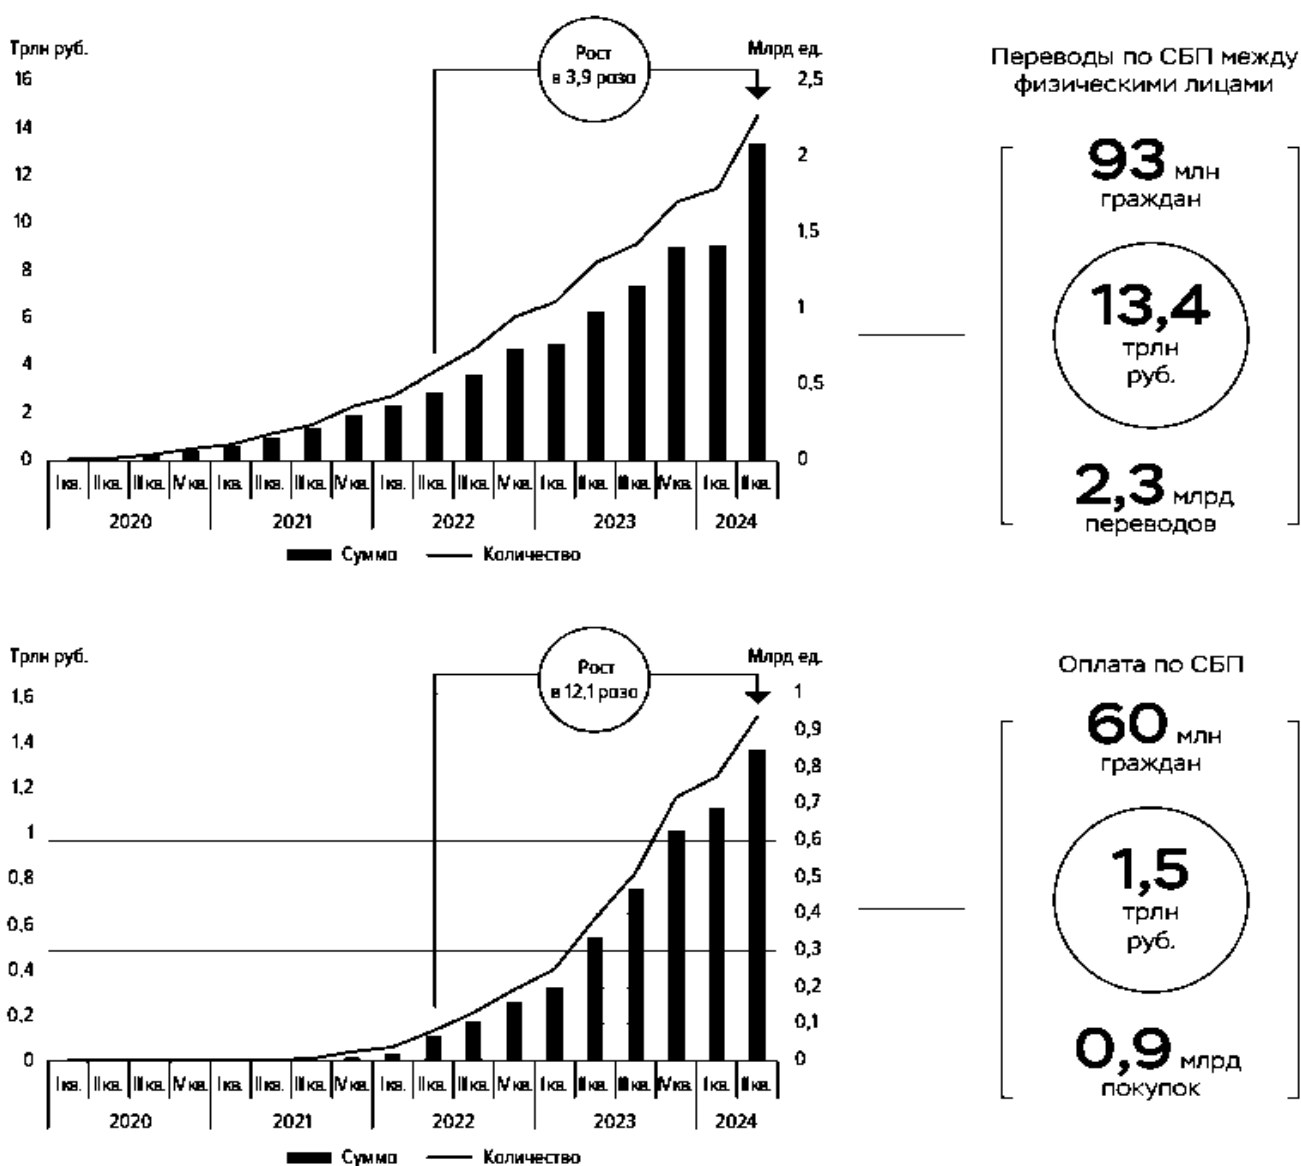 Трлн руб.
Млрд ед.
Рост
в 3,9 раза
16
14
12
10
8
6
4
2
0
2,5
2
1,5
1
0,5
0
I кв. II кв. III кв. IV кв. I кв. II кв. III кв. IV кв. I кв. II кв. III кв. IV кв. I кв. II кв. III кв. IV кв. I кв. II кв.
2020 2021 2022 2023 2024
Сумма Количество
Переводы по СБП между
физическими лицами
93 млн
граждан
13,4
трлн
руб.
2,3 млрд
переводов
Трлн руб.
Млрд ед.
Рост
в 12,1 раза
1,6
1,4
1,2
1
0,8
0,6
0,4
0,2
0
1
0,9
0,8
0,7
0,6
0,5
0,4
0,3
0,2
0,1
0
I кв. II кв. III кв. IV кв. I кв. II кв. III кв. IV кв. I кв. II кв. III кв. IV кв. I кв. II кв. III кв. IV кв. I кв. II кв.
2020 2021 2022 2023 2024
Сумма Количество
Оплата по СБП
60 млн
граждан
1,5
трлн
руб.
0,9 млрд
покупок